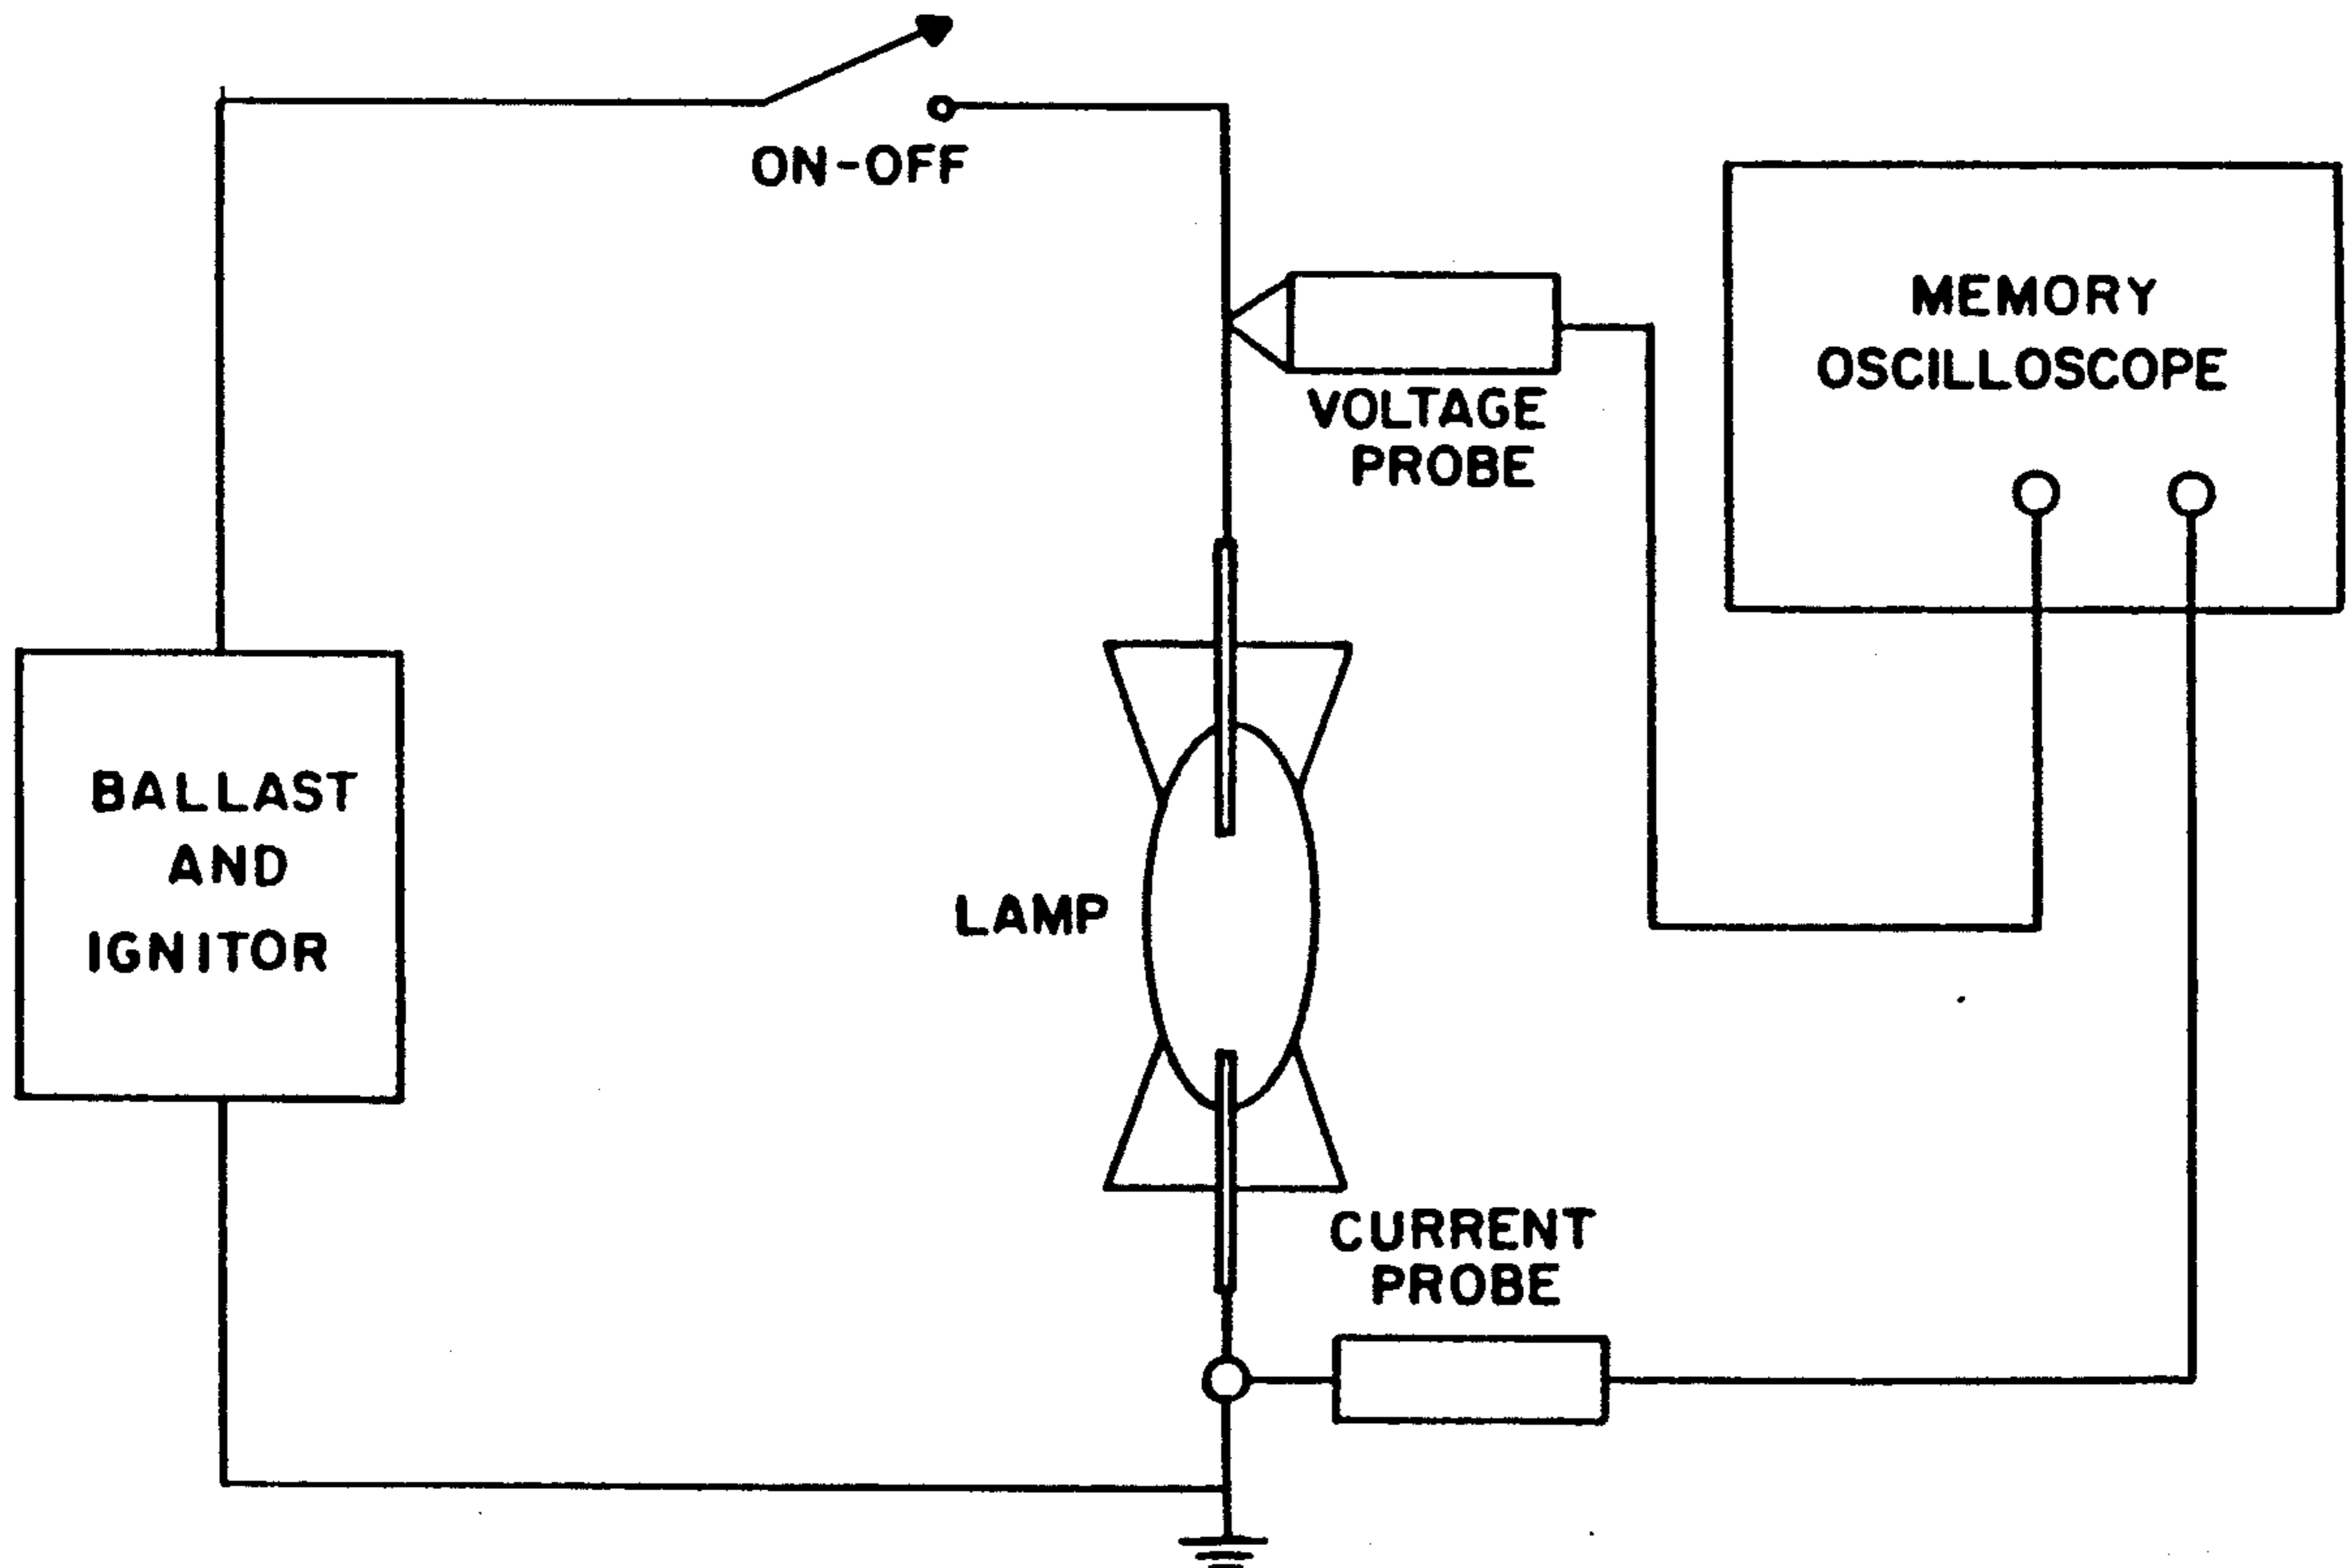 ON-OFF
MEMORY
OSCILLOSCOPE
VOLTAGE
PROBE
BALLAST
AND
IGNITOR
LAMP
CURRENT
PROBE